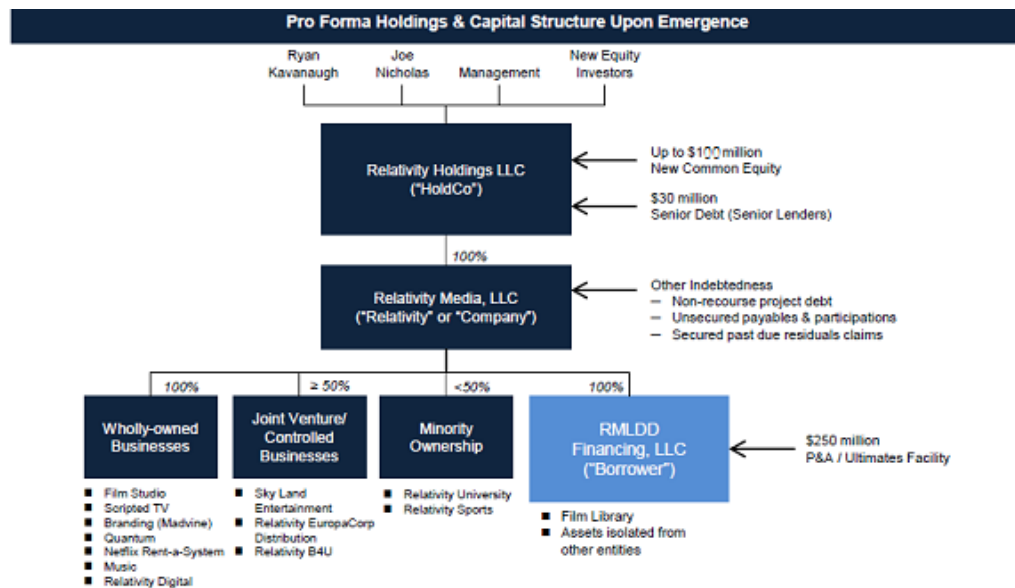 Pro Forma Holdings & Capital Structure Upon Emergence
Ryan
Kavanaugh
Joe
Nicholas
Management
New Equity
Investors
Relativity Holdings LLC
("HoldCo")
Up to $100 million
New Common Equity
$30 million
Senior Debt (Senior Lenders)
100%
Relativity Media, LLC
("Relativity" or "Company")
Other Indebtedness
— Non-recourse project debt
— Unsecured payables & participations
— Secured past due residuals claims
100%
≥ 50%
<50%
100%
Wholly-owned
Businesses
Joint Venture/
Controlled
Businesses
Minority
Ownership
RMLDD
Financing, LLC
("Borrower")
$250 million
P&A / Ultimates Facility
■ Film Studio
■ Scripted TV
■ Branding (Madvine)
■ Quantum
■ Netflix Rent-a-System
■ Music
■ Relativity Digital
■ Sky Land
Entertainment
■ Relativity EuropaCorp
Distribution
■ Relativity B4U
■ Relativity University
■ Relativity Sports
■ Film Library
■ Assets isolated from
other entities